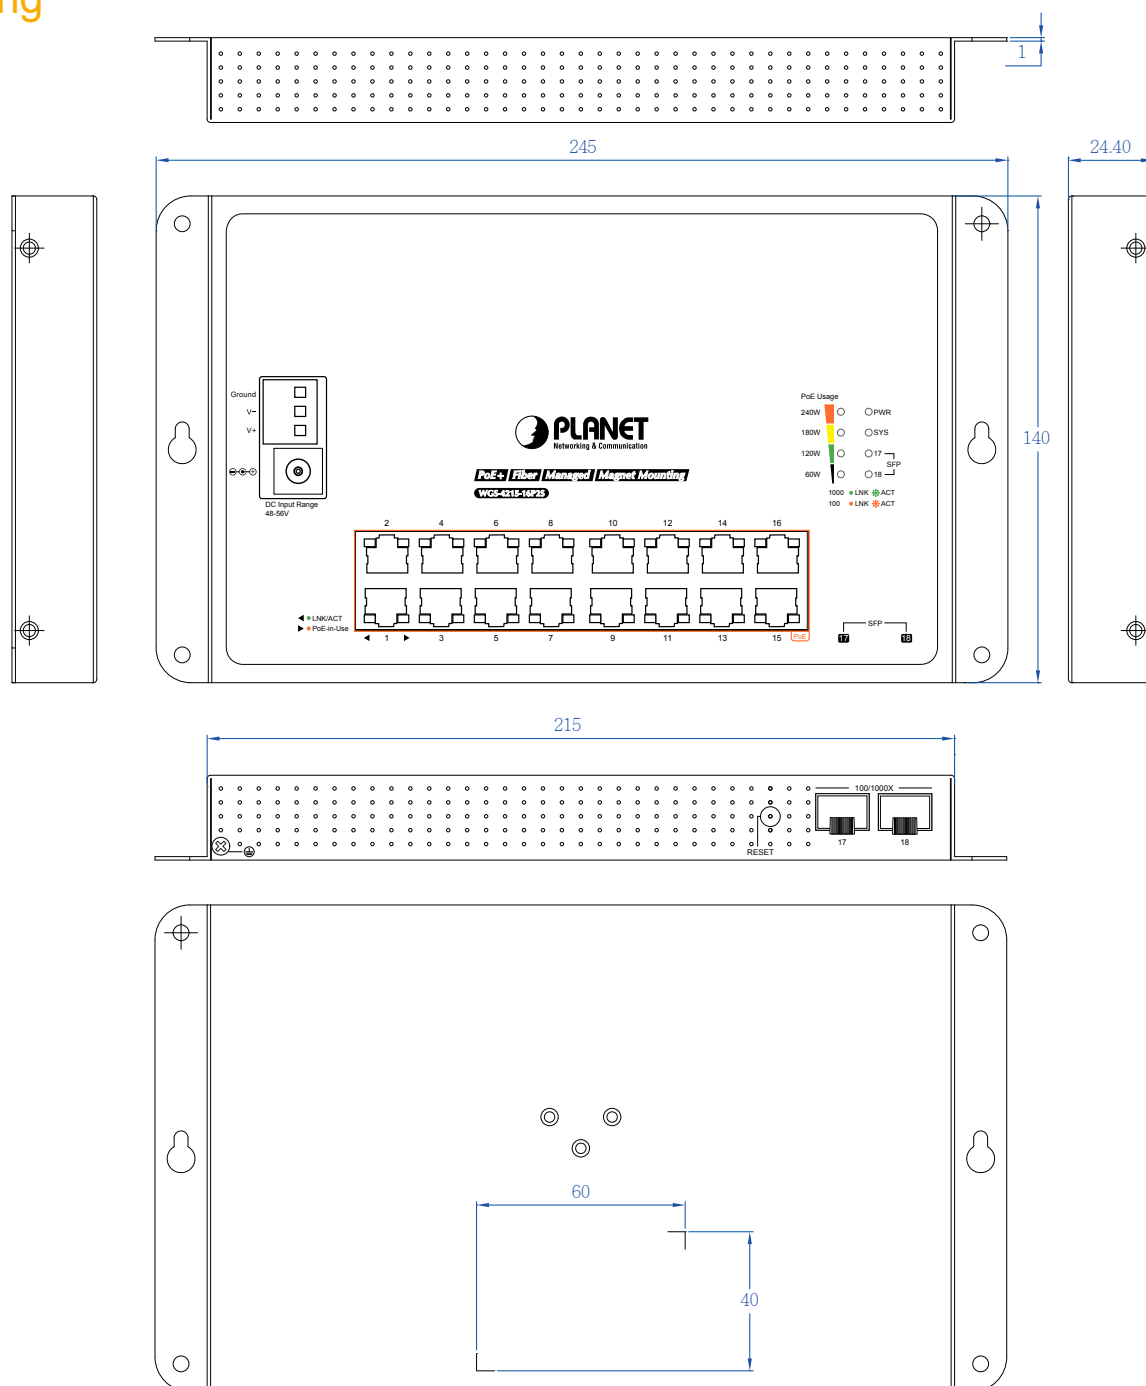 ng
1
245
24.40
Ground
V-
V+
DC Input Range
48-56V
PLANET
Networking & Communication
PoE+ Fiber Managed Magnet Mounting
WGS-4215-16P2S
PoE Usage
240W PWR
180W SYS
120W 17
SFP
60W 18
1000 LNK ACT
100 LNK ACT
140
2 4 6 8 10 12 14 16
LNK/ACT
PoE-in-Use
1 3 5 7 9 11 13 15 PoE
SFP
17 18
215
100/1000X
RESET
17 18
60
40